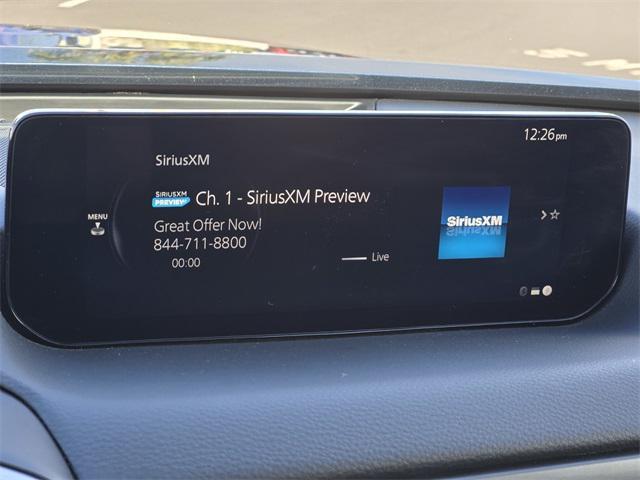 12:26pm
SiriusXM
SIRIUSXM
PREVIEW
Ch. 1 - SiriusXM Preview
MENU
Great Offer Now!
844-711-8800
00:00
Live
SiriusXM